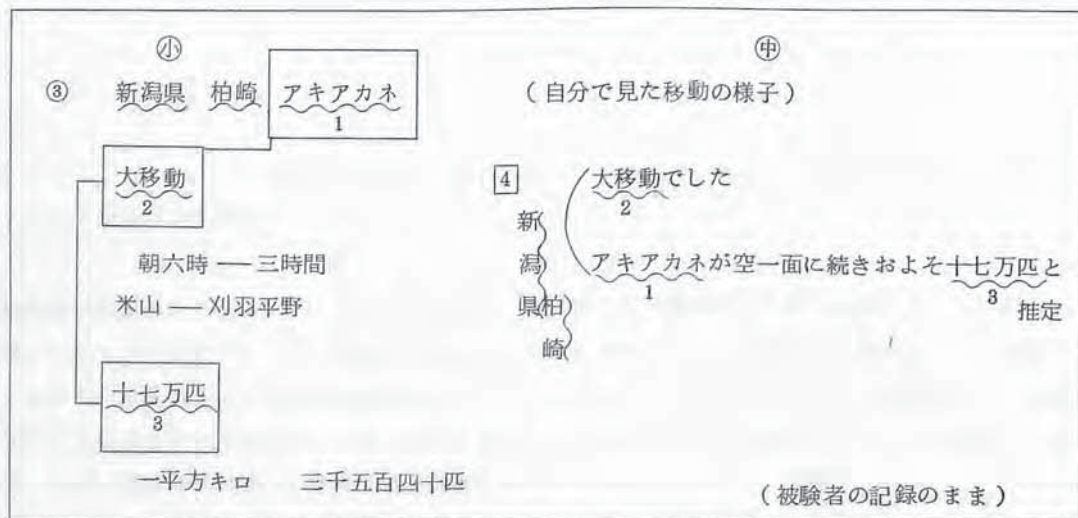 ㊥
㊥
③ 新潟県 柏崎 アキアカネ
1
大移動
2
朝六時 ― 三時間
米山 ― 刈羽平野
十七万匹
3
一平方キロ 三千五百四十匹
(自分で見た移動の様子)
4
新潟県
柏崎
大移動でした
2
アキアカネが空一面に続きおよそ十七万匹と
1
3
推定
(被験者の記録のまま)